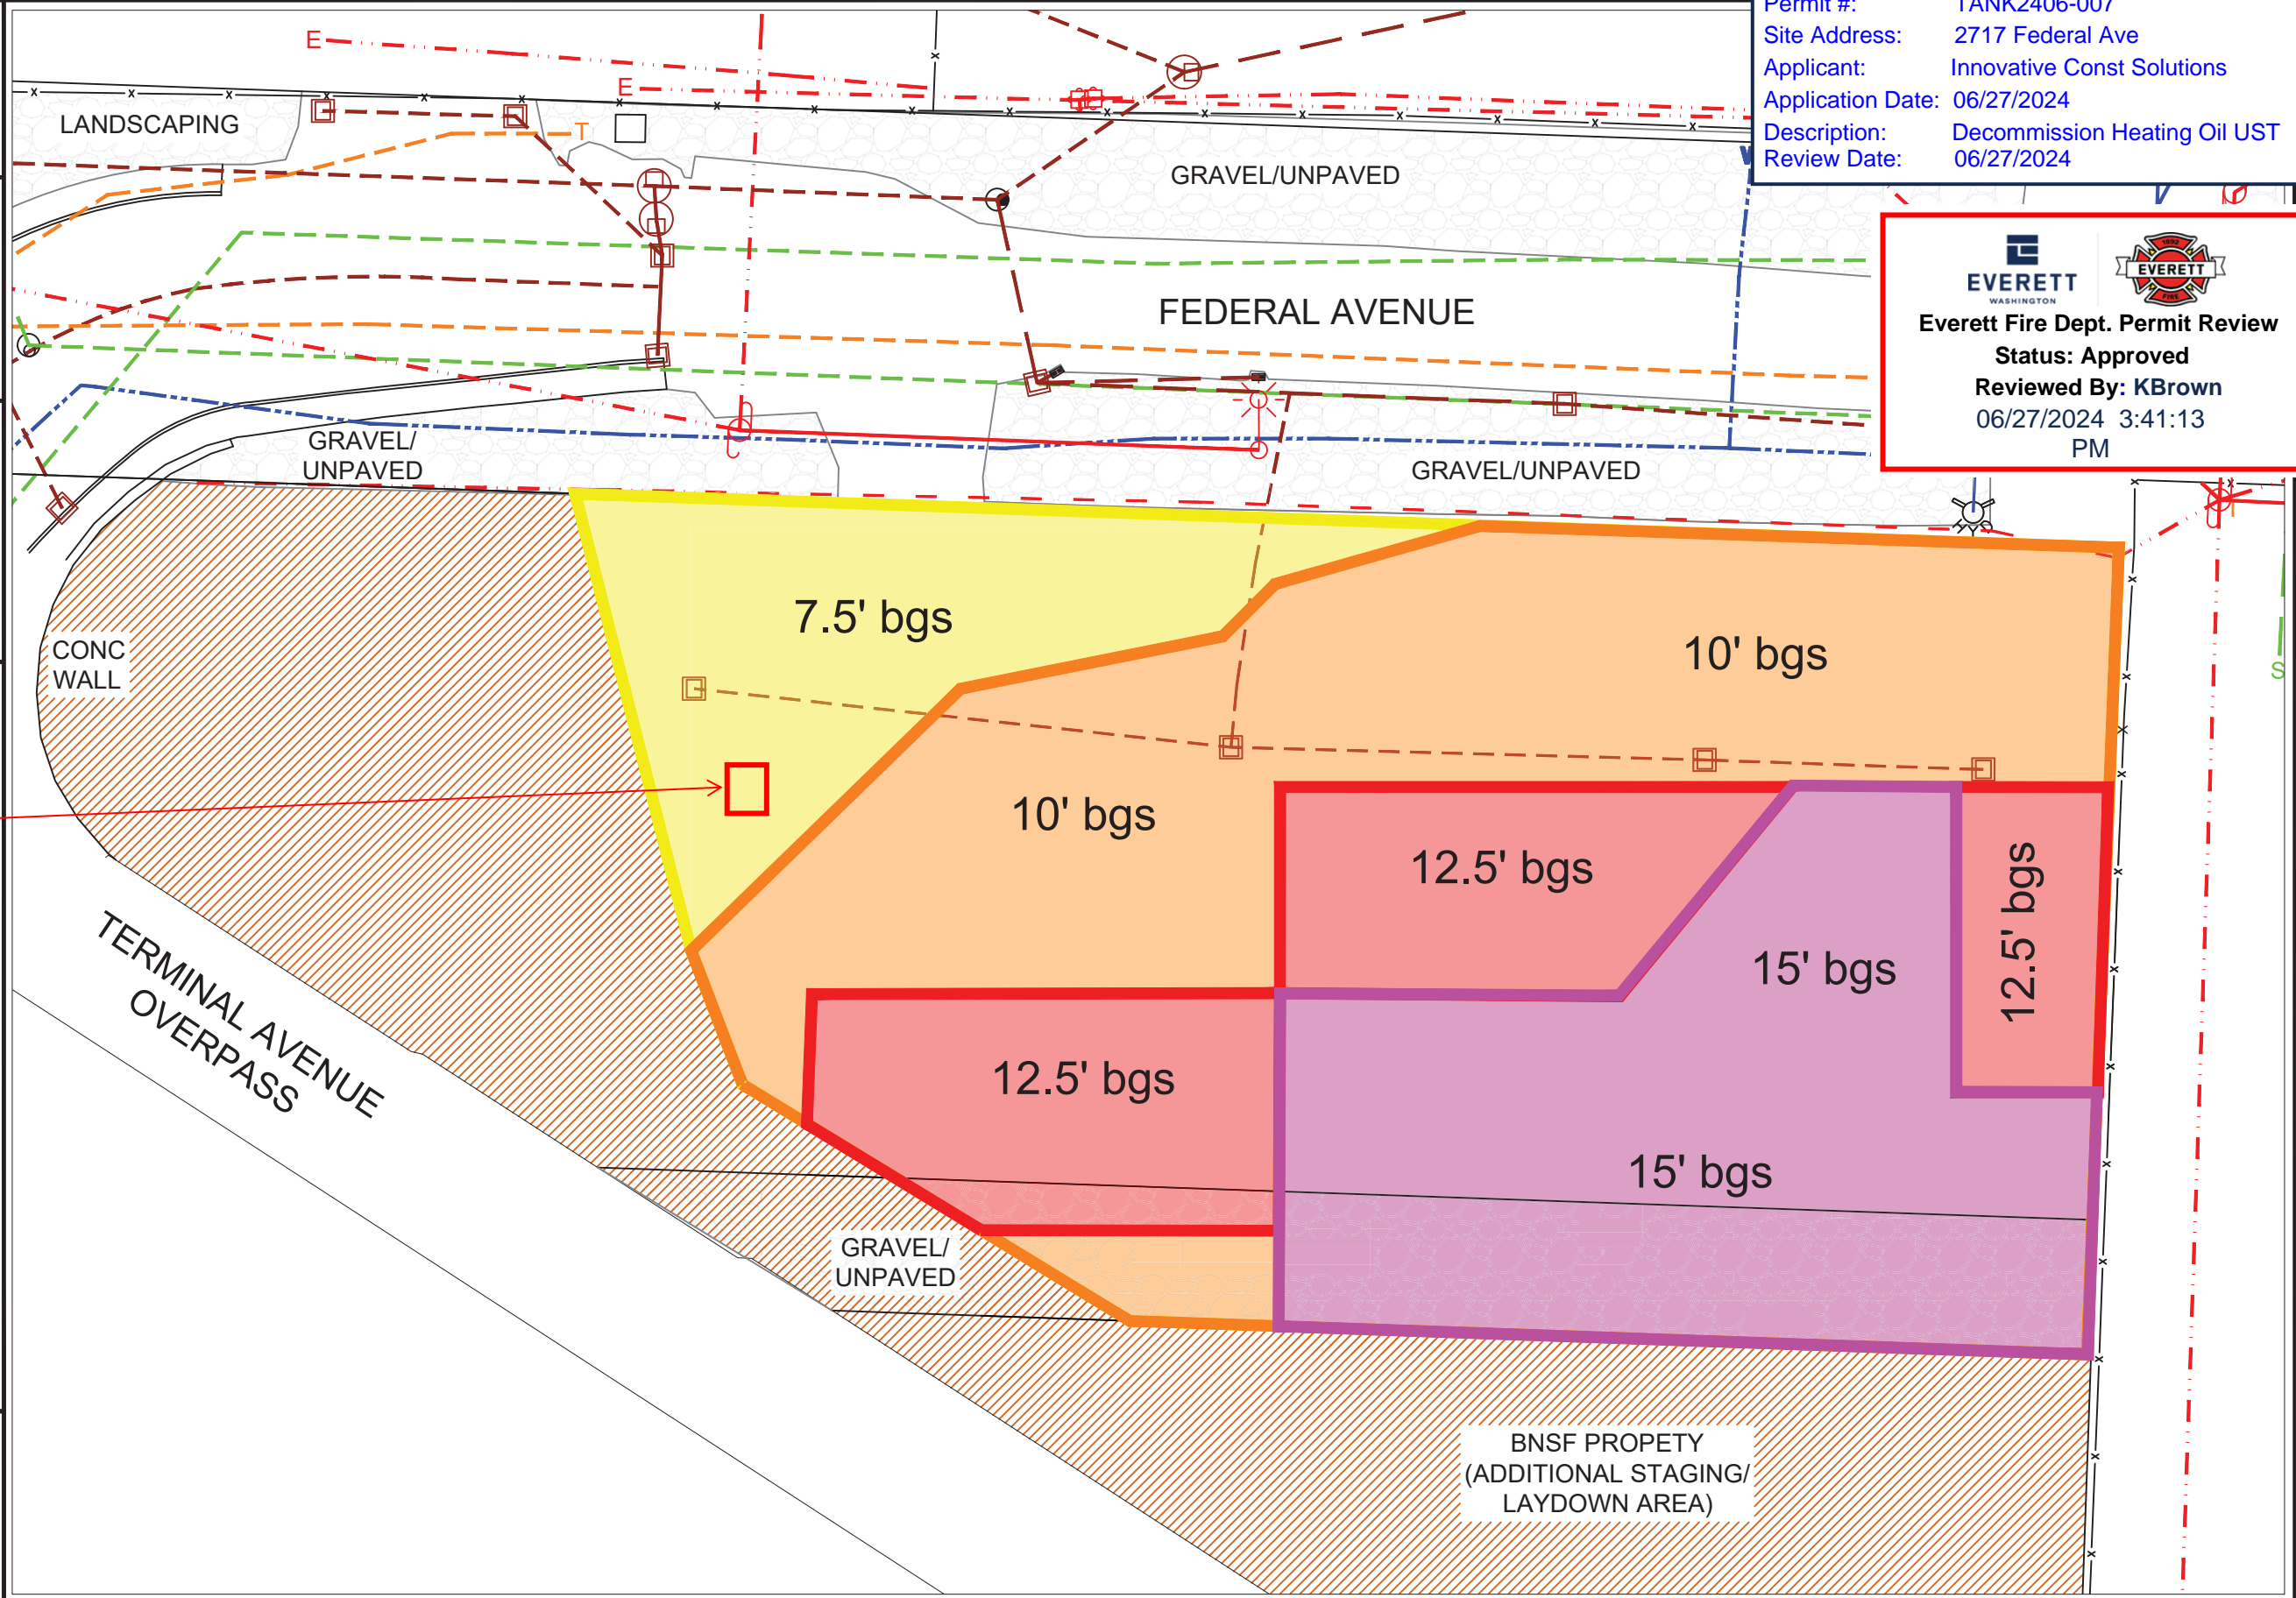 Permit #: TANK2406-007
Site Address: 2717 Federal Ave
Applicant: Innovative Const Solutions
Application Date: 06/27/2024
Description: Decommission Heating Oil UST
Review Date: 06/27/2024
E
E
LANDSCAPING
T
GRAVEL/UNPAVED
EVERETT
WASHINGTON
1892
EVERETT
FIRE
Everett Fire Dept. Permit Review
Status: Approved
Reviewed By: KBrown
06/27/2024 3:41:13
PM
FEDERAL AVENUE
GRAVEL/
UNPAVED
GRAVEL/UNPAVED
7.5' bgs
10' bgs
CONC
WALL
S
10' bgs
12.5' bgs
12.5' bgs
15' bgs
TERMINAL AVENUE
OVERPASS
12.5' bgs
15' bgs
GRAVEL/
UNPAVED
BNSF PROPETY
(ADDITIONAL STAGING/
LAYDOWN AREA)